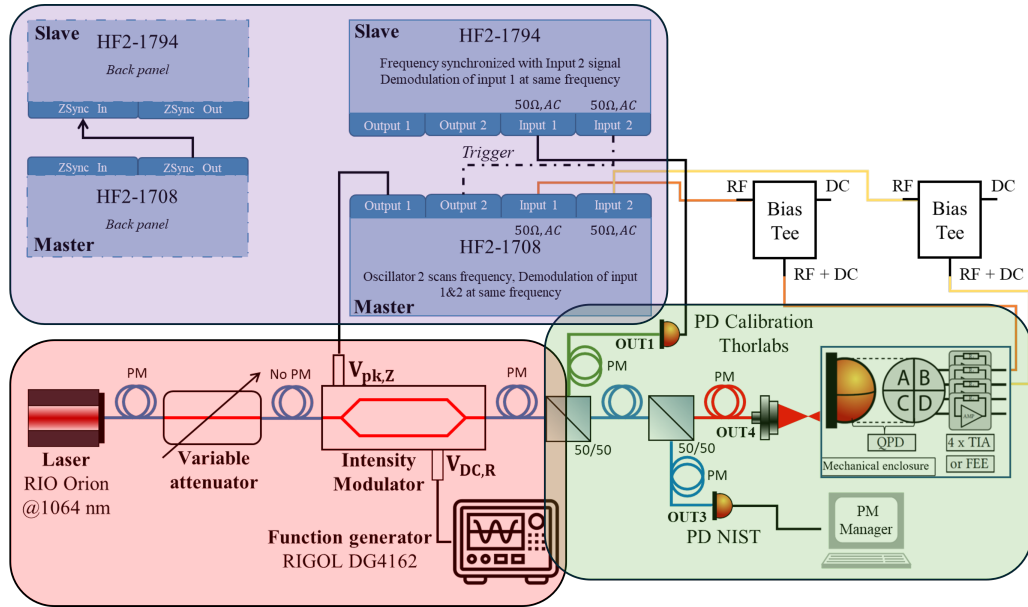 Slave
HF2-1794
Back panel
ZSync In
ZSync Out
ZSync In
ZSync Out
HF2-1708
Back panel
Master
Slave
HF2-1794
Frequency synchronized with Input 2 signal
Demodulation of input 1 at same frequency
50Ω, AC
50Ω, AC
Output 1
Output 2
Input 1
Input 2
Trigger
Output 1
Output 2
Input 1
Input 2
50Ω, AC
50Ω, AC
HF2-1708
Oscillator 2 scans frequency, Demodulation of input
1&2 at same frequency
Master
RF
DC
Bias
Tee
RF + DC
RF
DC
Bias
Tee
RF + DC
PM
No PM
V_pk,Z
PM
Laser
RIO Orion
@1064 nm
Variable
attenuator
Intensity
Modulator
V_DC,R
Function generator
RIGOL DG4162
PD Calibration
Thorlabs
OUT1
PM
50/50
PM
50/50
OUT4
PM
OUT3
PD NIST
PM
Manager
A
B
C
D
AMP
QPD
4 x TIA
Mechanical enclosure
or FEE